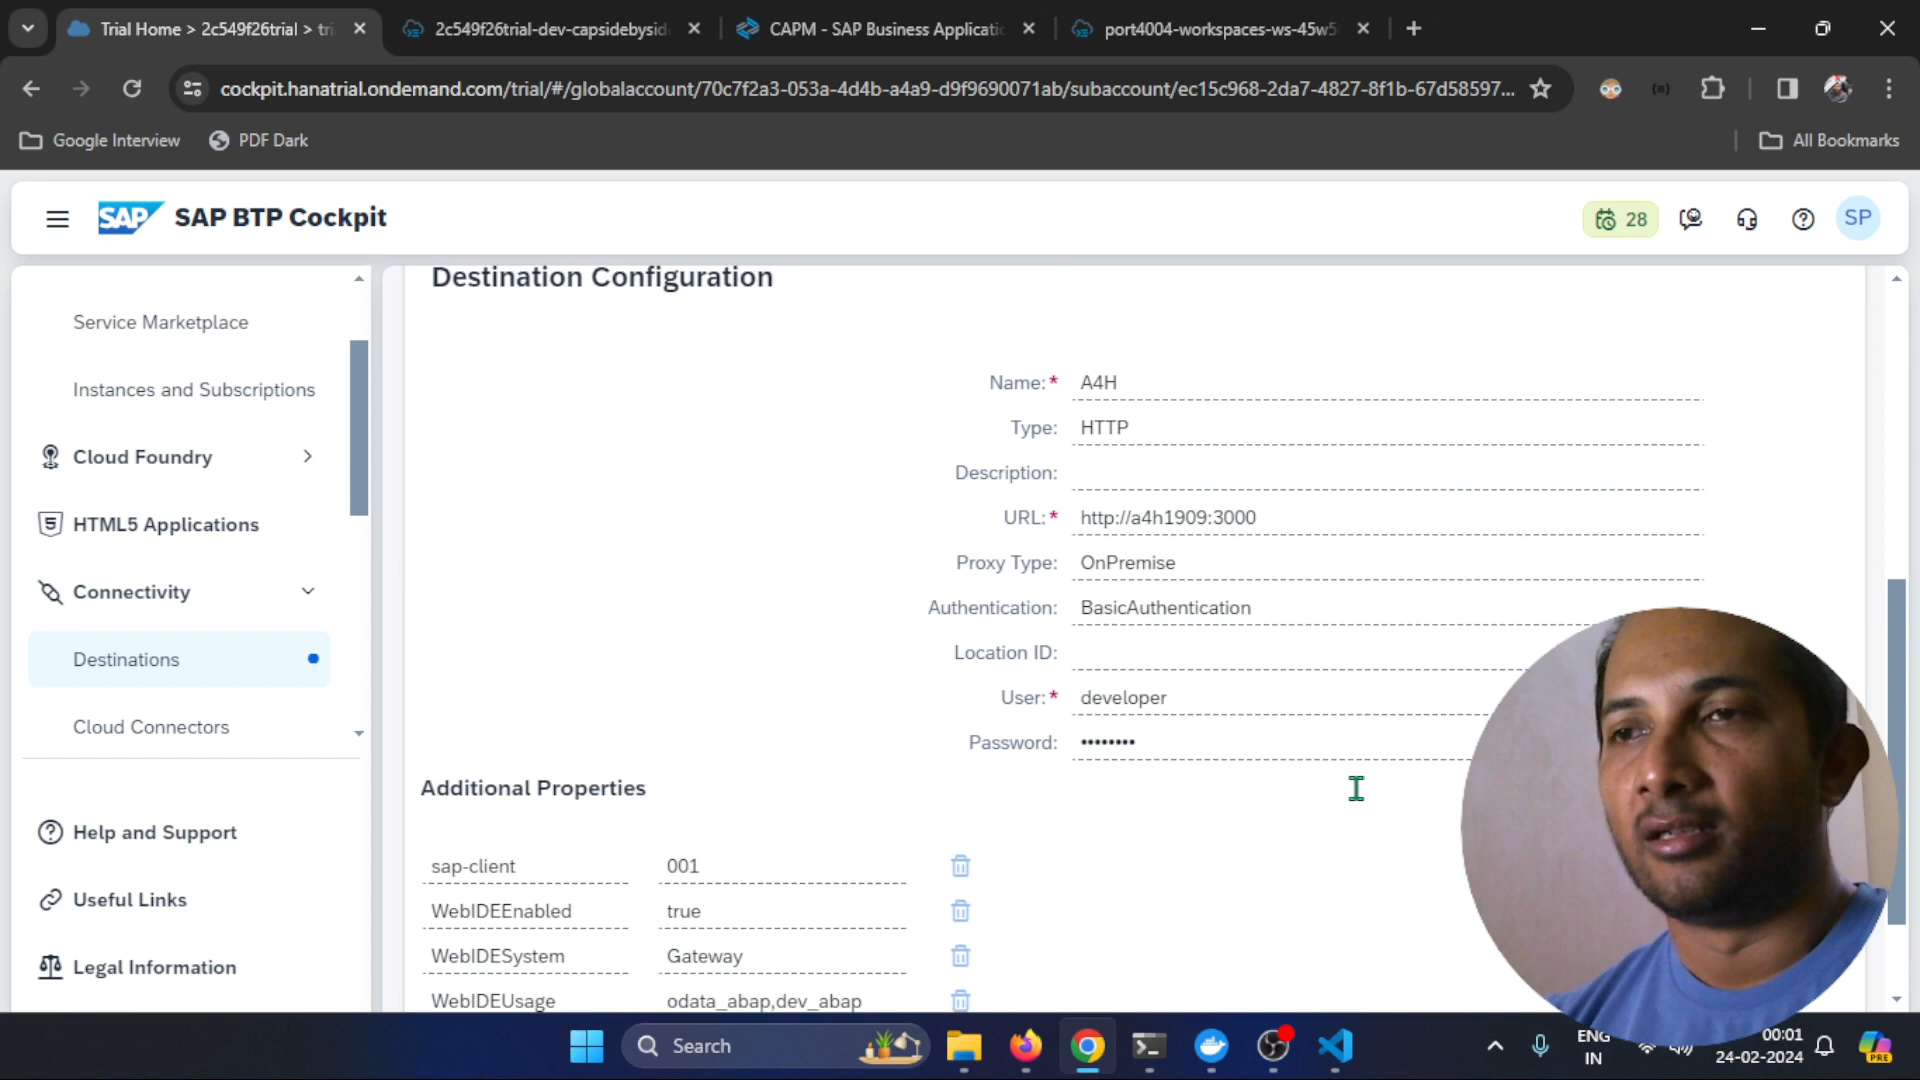 Trial Home > 2c549f26trial > tri
2c549f26trial-dev-capsidebysid
CAPM - SAP Business Applicati
port4004-workspaces-ws-45w5
cockpit.hanatrial.ondemand.com/trial/#/globalaccount/70c7f2a3-053a-4d4b-a4a9-d9f9690071ab/subaccount/ec15c968-2da7-4827-8f1b-67d58597...
Google Interview
PDF Dark
All Bookmarks
SAP
SAP BTP Cockpit
28
SP
Service Marketplace
Instances and Subscriptions
Cloud Foundry
HTML5 Applications
Connectivity
Destinations
Cloud Connectors
Help and Support
Useful Links
Legal Information
Destination Configuration
Name:* A4H
Type: HTTP
Description:
URL:* http://a4h1909:3000
Proxy Type: OnPremise
Authentication: BasicAuthentication
Location ID:
User:* developer
Password: ••••••••
Additional Properties
sap-client 001
WebIDEEnabled true
WebIDESystem Gateway
WebIDEUsage odata_abap,dev_abap
Search
ENG
IN
00:01
24-02-2024
PRE